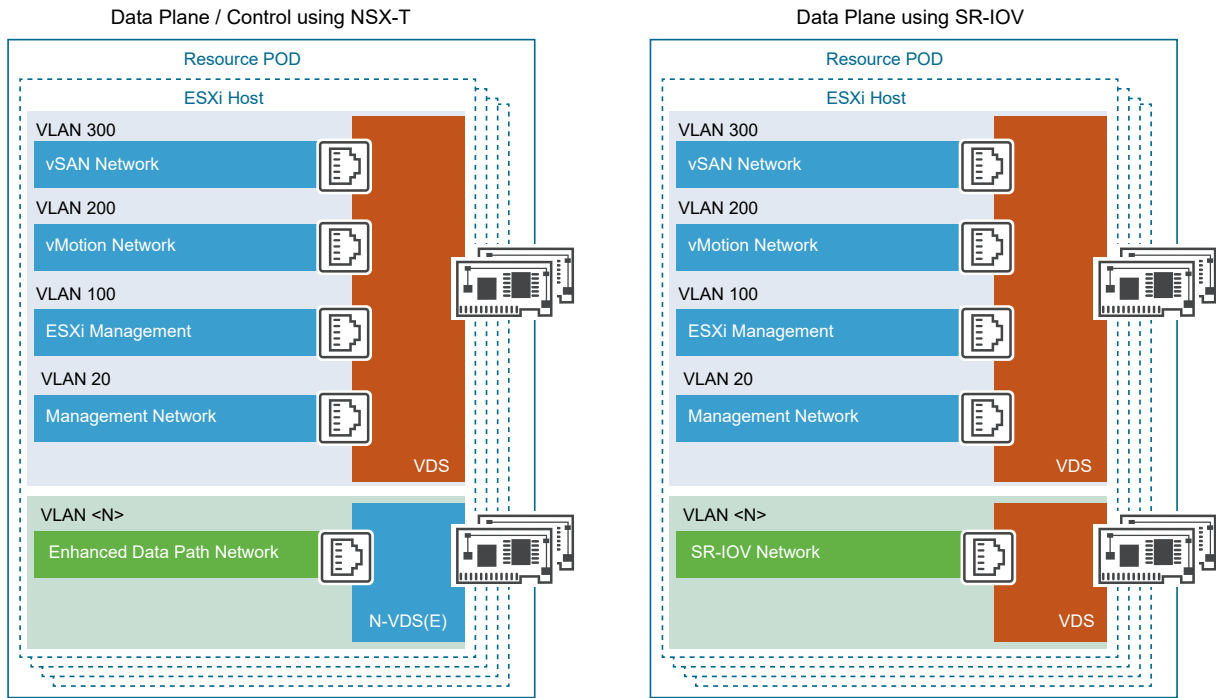 Data Plane / Control using NSX-T
Resource POD
ESXi Host
VLAN 300
vSAN Network
VLAN 200
vMotion Network
VLAN 100
ESXi Management
VLAN 20
Management Network
VDS
VLAN <N>
Enhanced Data Path Network
N-VDS(E)
Data Plane using SR-IOV
Resource POD
ESXi Host
VLAN 300
vSAN Network
VLAN 200
vMotion Network
VLAN 100
ESXi Management
VLAN 20
Management Network
VDS
VLAN <N>
SR-IOV Network
VDS